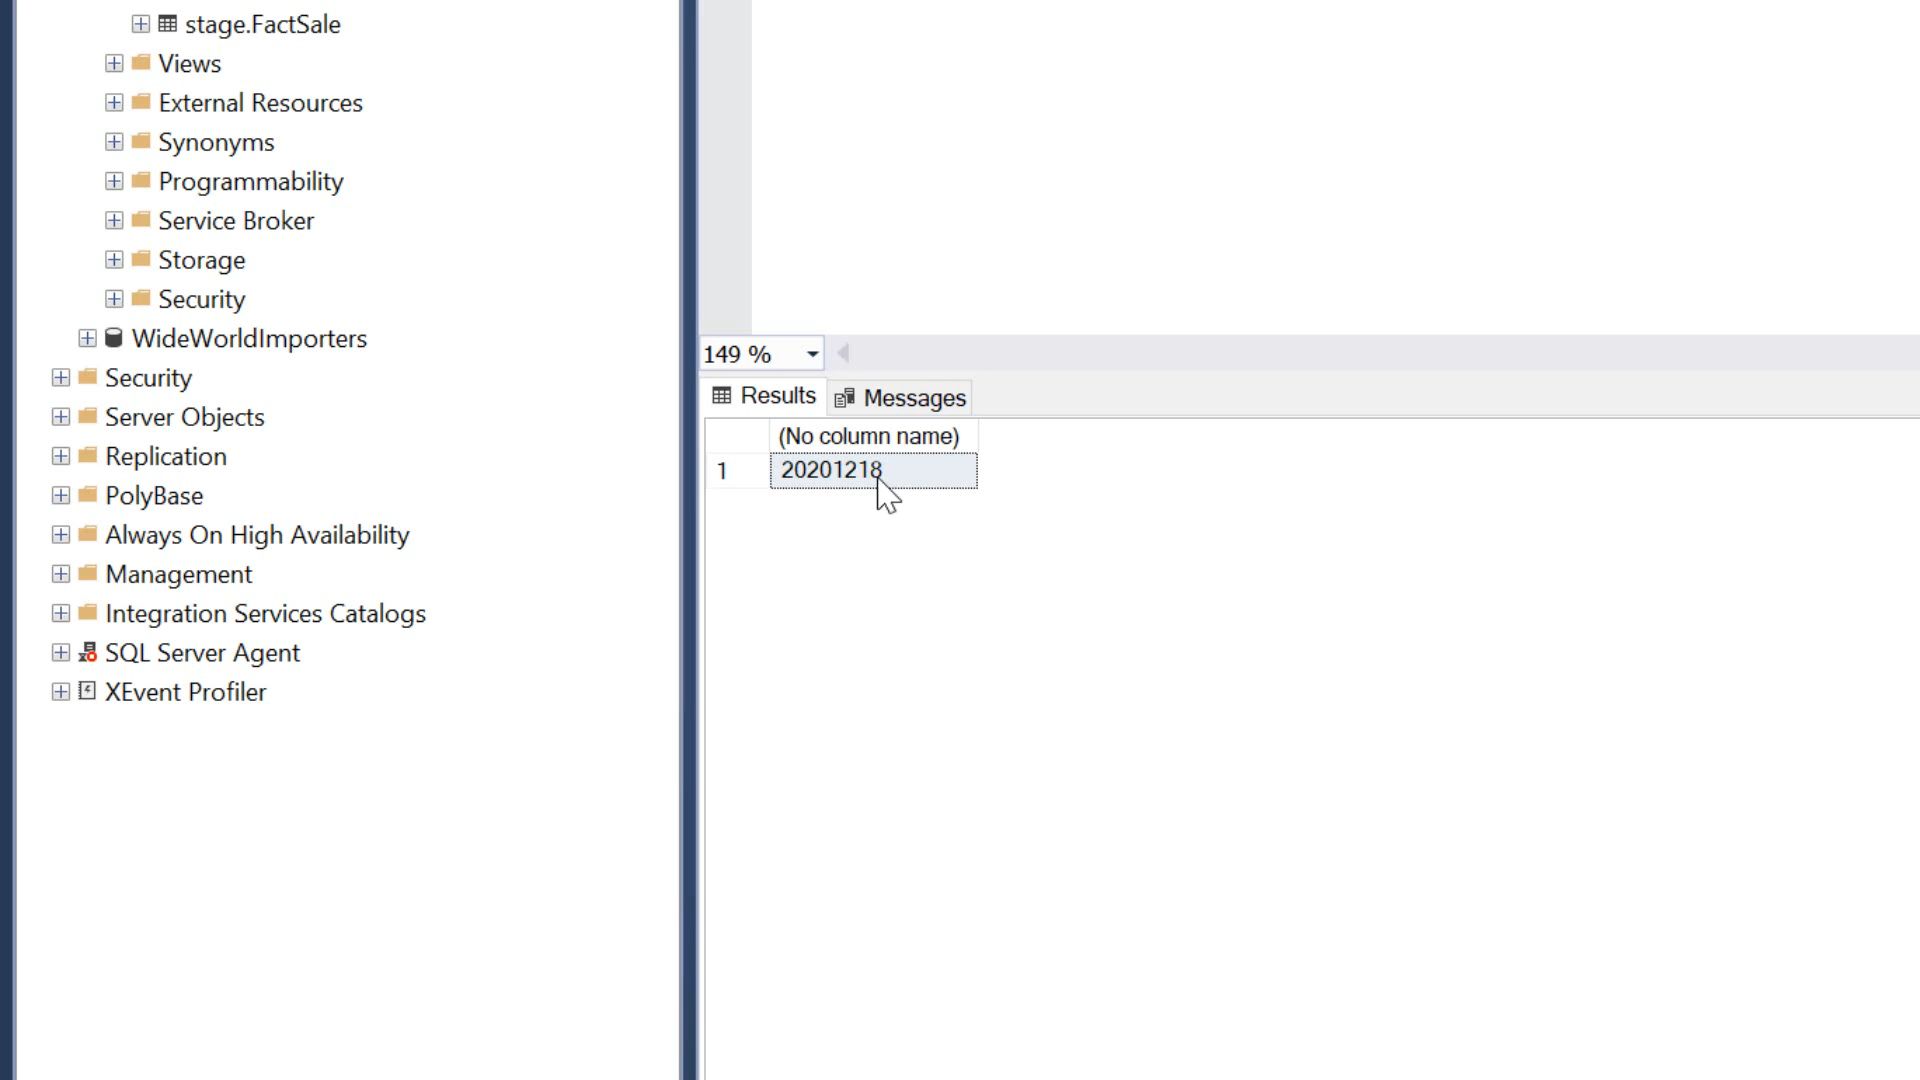 stage.FactSale
Views
External Resources
Synonyms
Programmability
Service Broker
Storage
Security
WideWorldImporters
Security
Server Objects
Replication
PolyBase
Always On High Availability
Management
Integration Services Catalogs
SQL Server Agent
XEvent Profiler
149 %
Results Messages
(No column name)
1 20201218